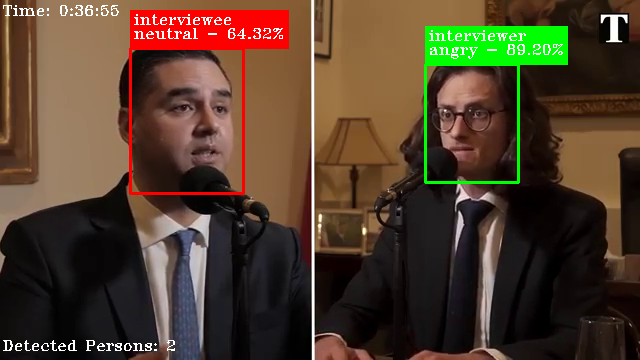 Time: 0:36:55
interviewee
neutral - 64.32%
interviewer
angry - 89.20%
T
Detected Persons: 2